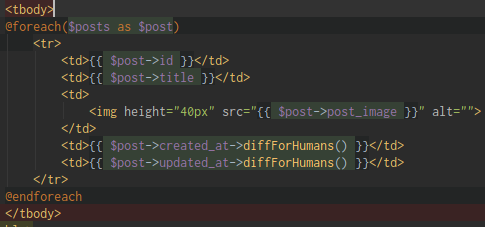 <tbody>
@foreach($posts as $post)
<tr>
<td>{{ $post->id }}</td>
<td>{{ $post->title }}</td>
<td>
<img height="40px" src="{{ $post->post_image }}" alt="">
</td>
<td>{{ $post->created_at->diffForHumans() }}</td>
<td>{{ $post->updated_at->diffForHumans() }}</td>
</tr>
@endforeach
</tbody>